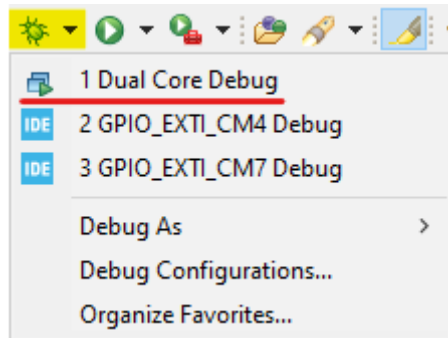 1 Dual Core Debug
IDE 2 GPIO_EXTI_CM4 Debug
IDE 3 GPIO_EXTI_CM7 Debug
Debug As
Debug Configurations...
Organize Favorites...